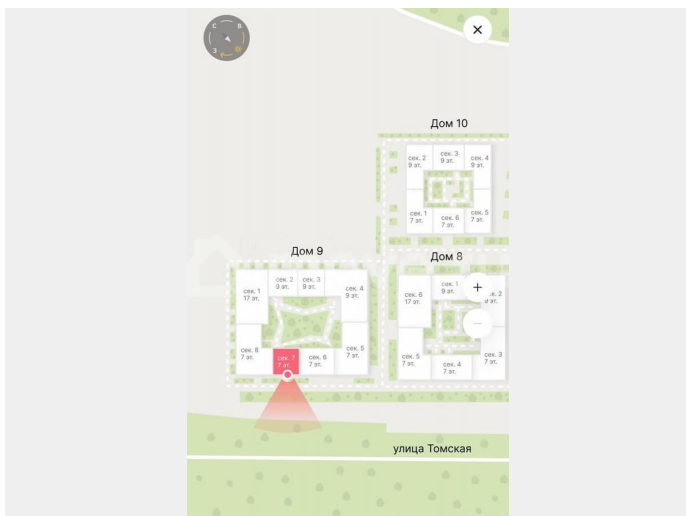 С
В
З
Дом 10
сек. 2
9 эт.
сек. 3
9 эт.
сек. 4
9 эт.
сек. 1
7 эт.
сек. 6
7 эт.
сек. 5
7 эт.
Дом 9
Дом 8
сек. 1
17 эт.
сек. 2
9 эт.
сек. 3
9 эт.
сек. 4
9 эт.
сек. 8
7 эт.
сек. 7
7 эт.
сек. 6
7 эт.
сек. 5
7 эт.
сек. 6
17 эт.
сек. 1
9 эт.
к. 2
эт.
сек. 5
7 эт.
сек. 4
7 эт.
сек. 3
7 эт.
улица Томская